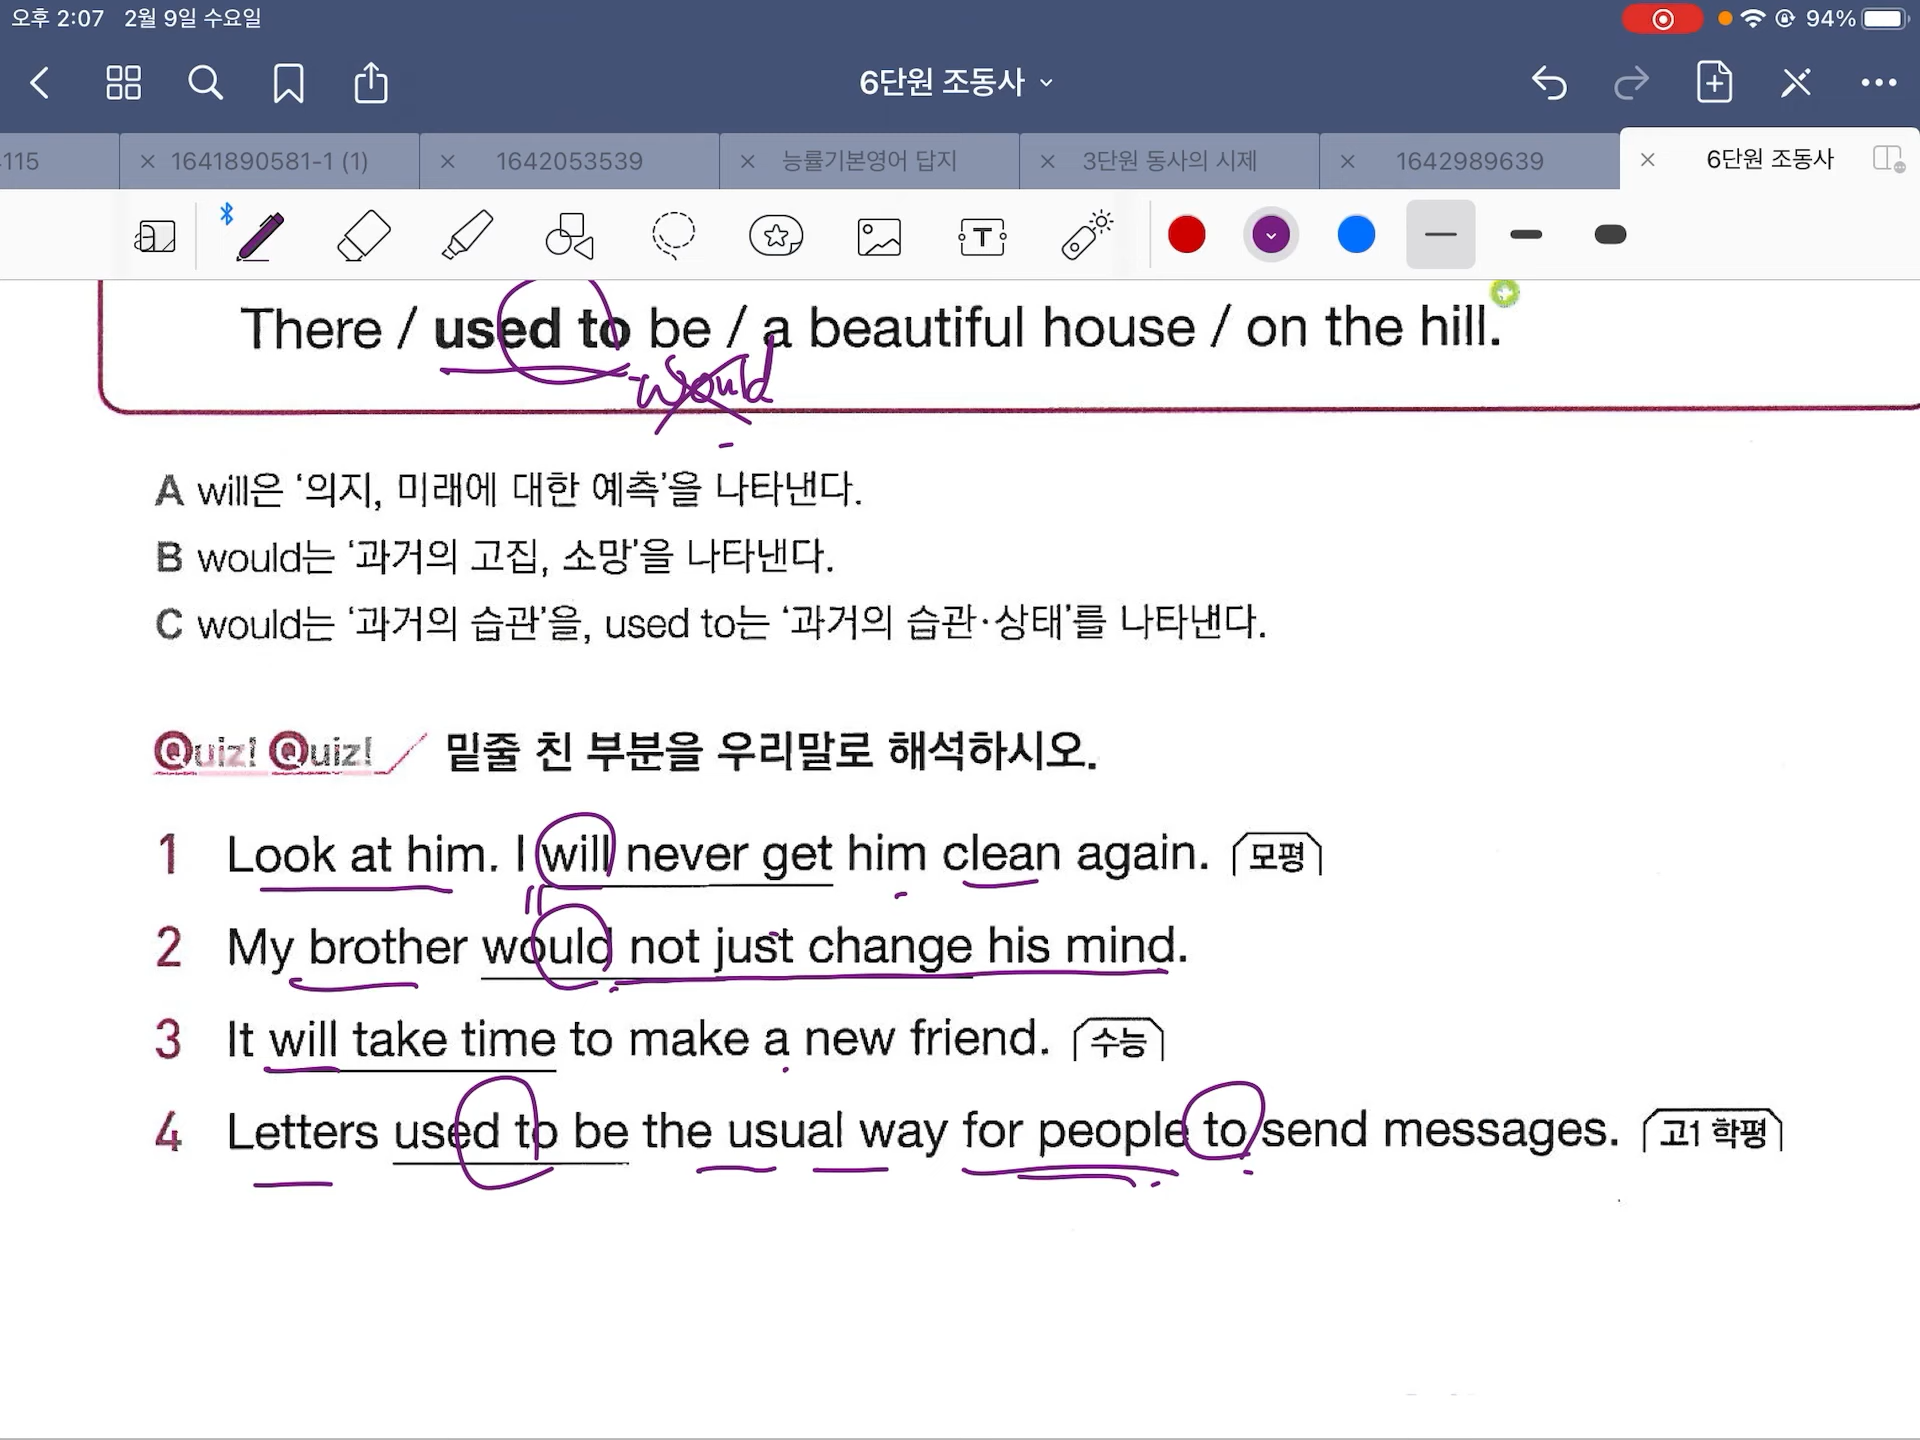 오후 2:07 2월 9일 수요일 94%
6단원 조동사
115 1641890581-1 (1) 1642053539 능률기본영어 답지 3단원 동사의 시제 1642989639 6단원 조동사
There / used to be / a beautiful house / on the hill.
would
A will은 ‘의지, 미래에 대한 예측’을 나타낸다.
B would는 ‘과거의 고집, 소망’을 나타낸다.
C would는 ‘과거의 습관’을, used to는 ‘과거의 습관·상태’를 나타낸다.
Quiz! Quiz! 밑줄 친 부분을 우리말로 해석하시오.
1 Look at him. I will never get him clean again. 모평
2 My brother would not just change his mind.
3 It will take time to make a new friend. 수능
4 Letters used to be the usual way for people to send messages. 고1 학평